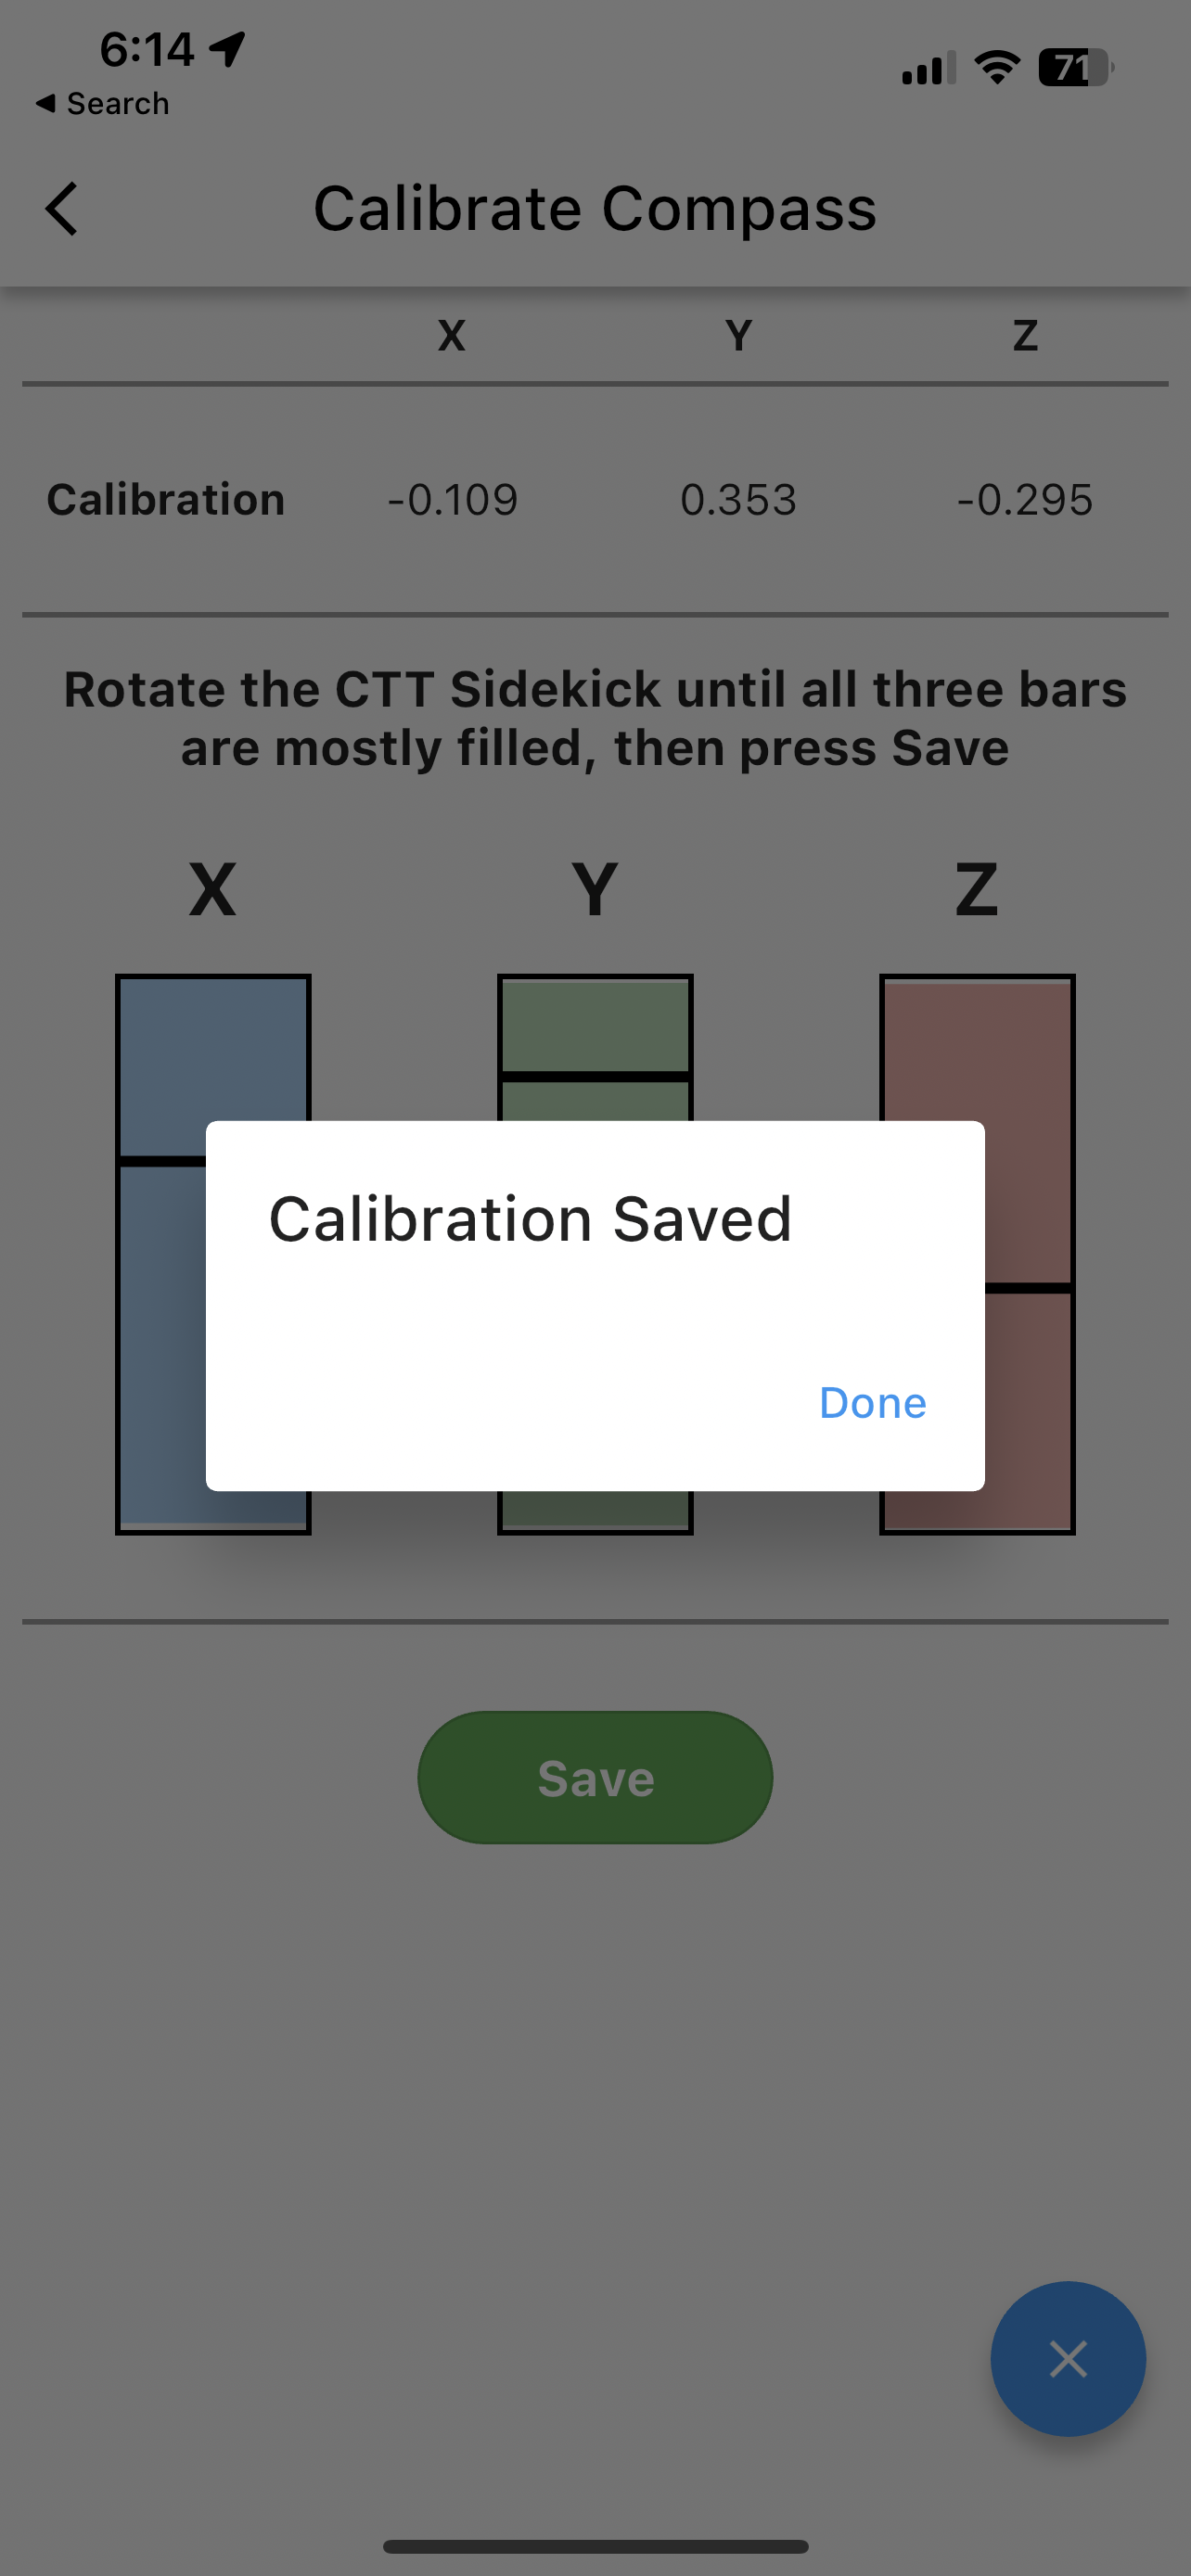 6:14
71
Search
Calibrate Compass
X Y Z
Calibration -0.109 0.353 -0.295
Rotate the CTT Sidekick until all three bars
are mostly filled, then press Save
X Y Z
Calibration Saved
Done
Save